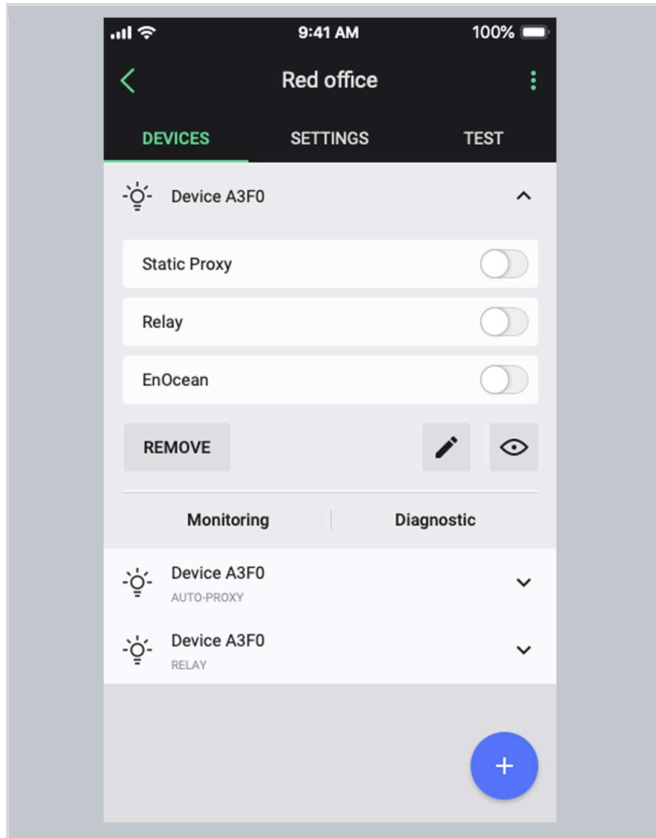 9:41 AM
100%
Red office
DEVICES
SETTINGS
TEST
Device A3F0
Static Proxy
Relay
EnOcean
REMOVE
Monitoring
Diagnostic
Device A3F0
AUTO-PROXY
Device A3F0
RELAY